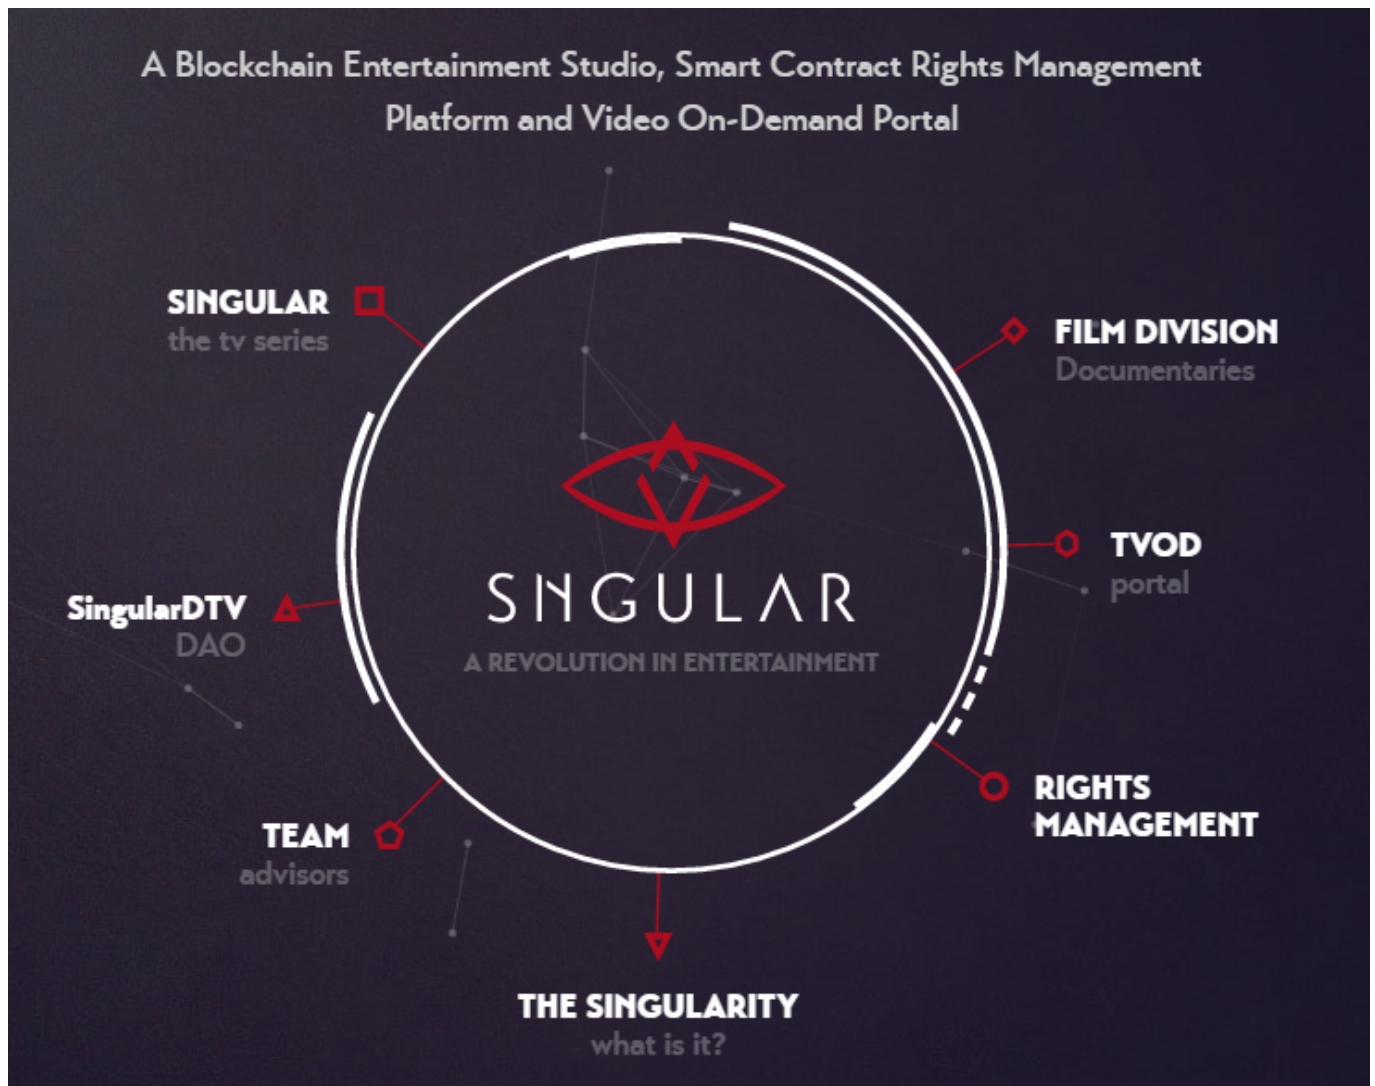 A Blockchain Entertainment Studio, Smart Contract Rights Management
Platform and Video On-Demand Portal
SINGULAR
the tv series
FILM DIVISION
Documentaries
TVOD
portal
SNGULAR
A REVOLUTION IN ENTERTAINMENT
SingularDTV
DAO
RIGHTS
MANAGEMENT
TEAM
advisors
THE SINGULARITY
what is it?